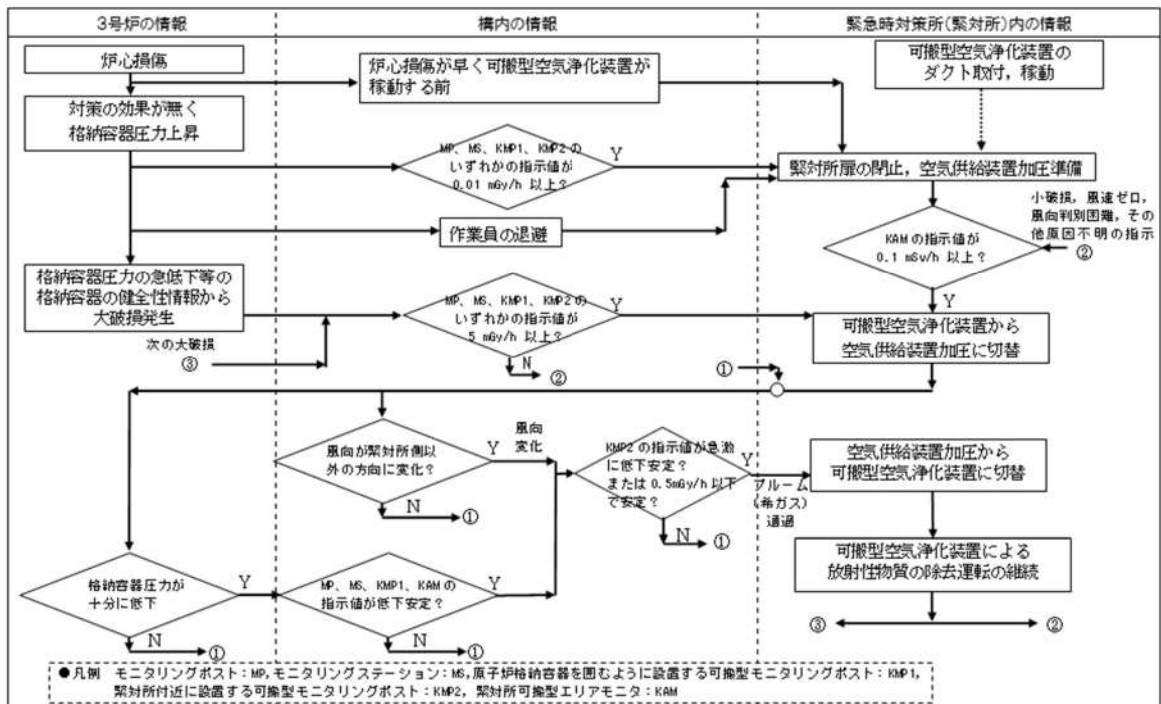 3号炉の情報
構内の情報
緊急時対策所(緊対所)内の情報
炉心損傷
炉心損傷が早く可搬型空気浄化装置が
稼動する前
可搬型空気浄化装置の
ダクト取付,稼動
対策の効果が無く
格納容器圧力上昇
MP、MS、KMP1、KMP2の
いずれかの指示値が
0.01 mGy/h 以上?
Y
緊対所扉の閉止,空気供給装置加圧準備
作業員の退避
小破損,風速ゼロ,
風向判別困難,その
他原因不明の指示
②
KAMの指示値が
0.1 mSv/h 以上?
Y
格納容器圧力の急低下等の
格納容器の健全性情報から
大破損発生
MP、MS、KMP1、KMP2の
いずれかの指示値が
5 mGy/h 以上?
Y
可搬型空気浄化装置から
空気供給装置加圧に切替
次の大破損
③
N
②
①
風向が緊対所側以
外の方向に変化?
Y
風向
変化
N
①
KMP2の指示値が急激
に低下安定?
または0.5mGy/h以下
で安定?
Y
プルーム
(希ガス)
通過
N
①
空気供給装置加圧から
可搬型空気浄化装置に切替
可搬型空気浄化装置による
放射性物質の除去運転の継続
③
②
格納容器圧力が
十分に低下
Y
N
①
MP、MS、KMP1、KAMの
指示値が低下安定?
Y
N
①
●凡例 モニタリングポスト:MP,モニタリングステーション:MS,原子炉格納容器を囲むように設置する可搬型モニタリングポスト:KMP1,
緊対所付近に設置する可搬型モニタリングポスト:KMP2, 緊対所可搬型エリアモニタ:KAM